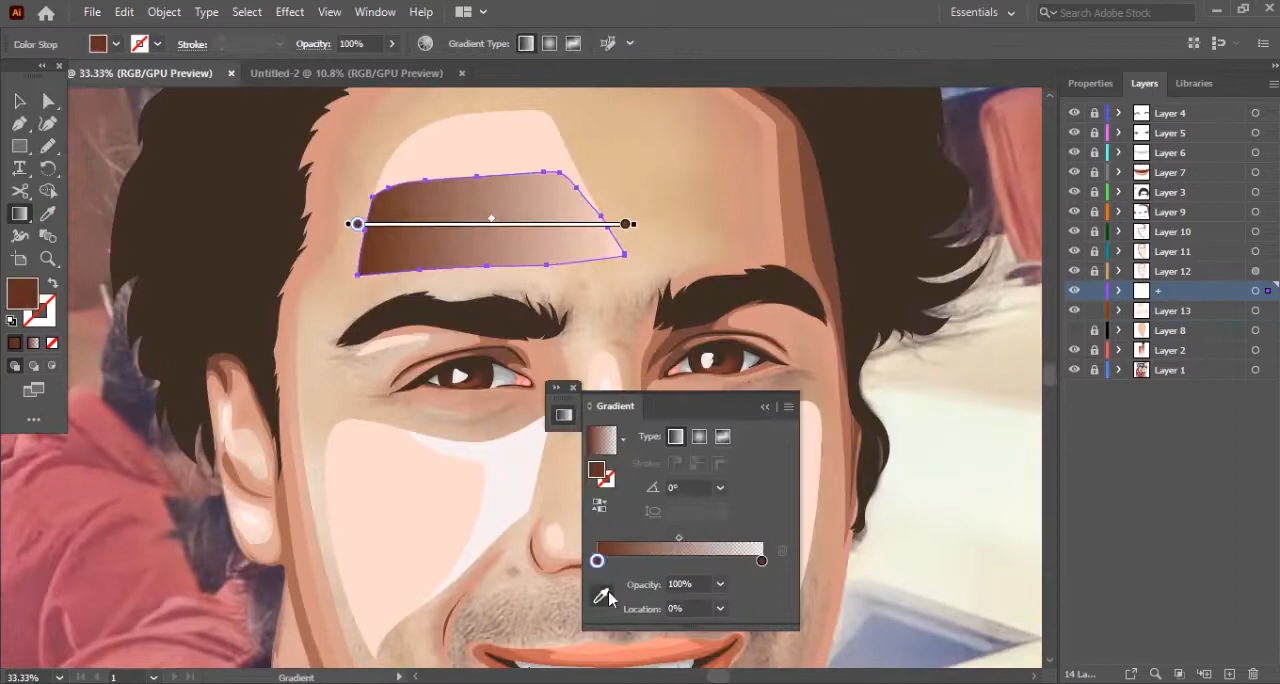 Ai File Edit Object Type Select Effect View Window Help Essentials Search Adobe Stock
Color Stop Stroke: Opacity: 100% Gradient Type:
@ 33.33% (RGB/GPU Preview) × Untitled-2 @ 10.8% (RGB/GPU Preview) ×
Properties Layers Libraries
Layer 4
Layer 5
Layer 6
Layer 7
Layer 3
Layer 9
Layer 10
Layer 11
Layer 12
+
Layer 13
Layer 8
Layer 2
Layer 1
Gradient
Type:
Stroke:
0°
Opacity: 100%
Location: 0%
33.33% 1 Gradient 14 La...